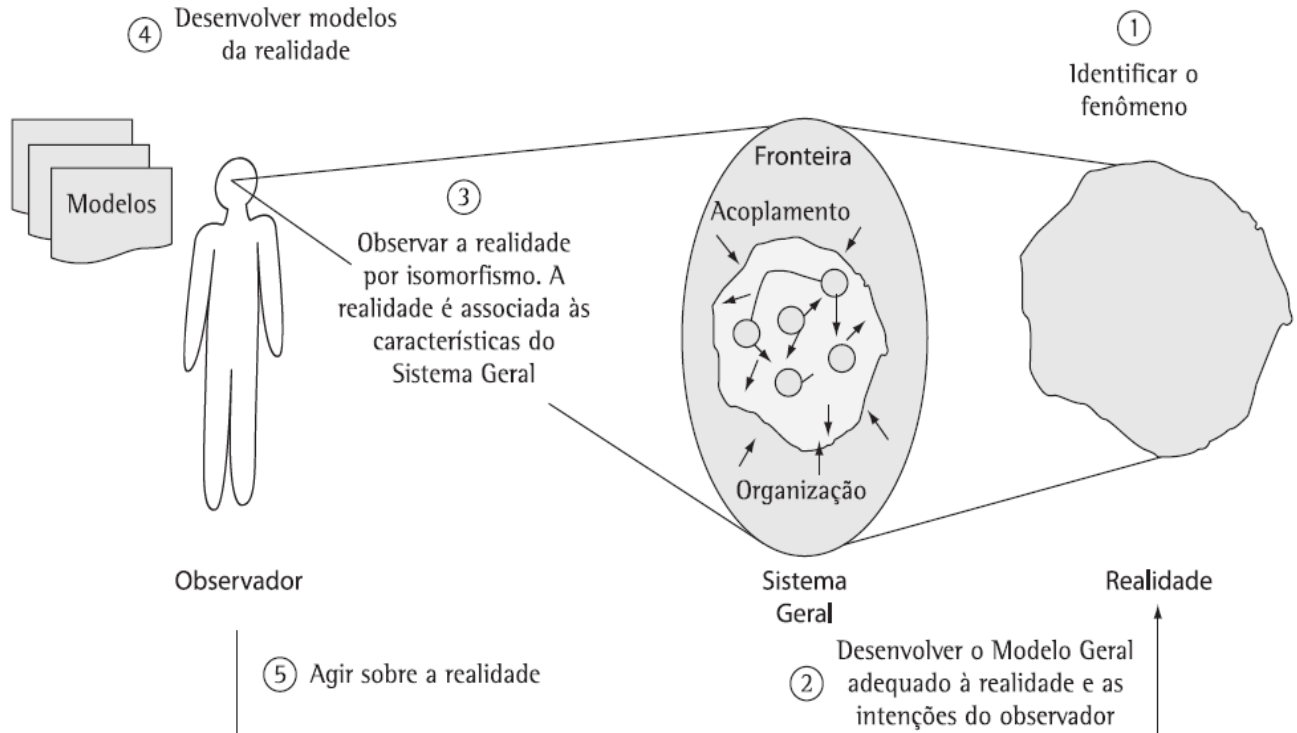 ④ Desenvolver modelos
da realidade
①
Identificar o
fenômeno
Modelos
③
Observar a realidade
por isomorfismo. A
realidade é associada às
características do
Sistema Geral
Fronteira
Acoplamento
Organização
Observador
Sistema
Geral
Realidade
⑤ Agir sobre a realidade
Desenvolver o Modelo Geral
② adequado à realidade e as
intenções do observador